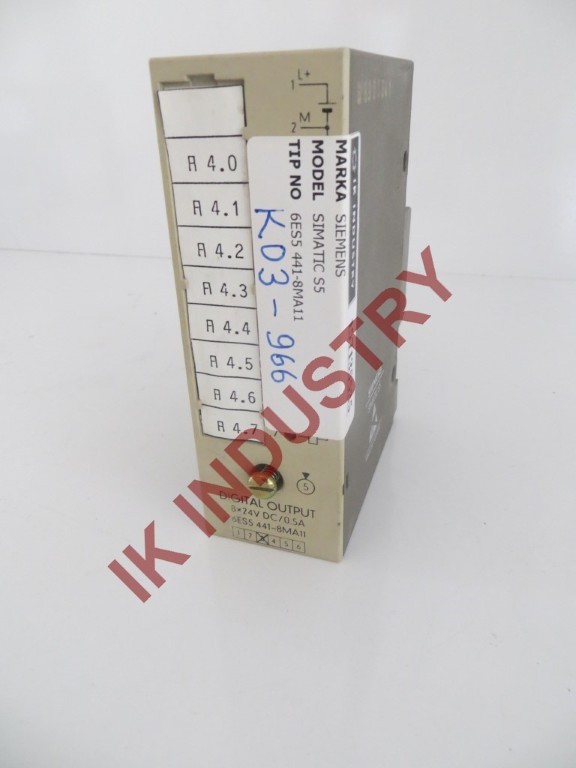 L+
1
M
2
A 4.0
A 4.1
A 4.2
A 4.3
A 4.4
A 4.5
A 4.6
A 4.7
IK INDUSTRY
MARKA SIEMENS
MODEL SIMATIC S5
TIP NO 6ES5 441-8MA11
K03-966
5
DIGITAL OUTPUT
8×24V DC/0.5A
6ES5 441-8MA11
1 2 4 5 6
IK INDUSTRY